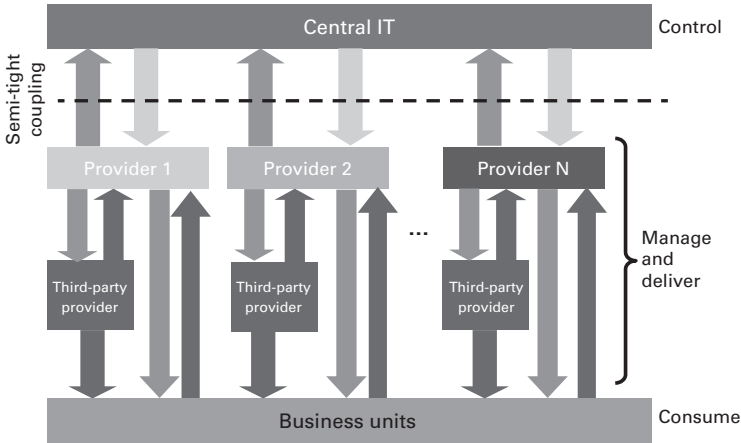 Central IT
Control
Semi-tight
coupling
Provider 1
Provider 2
Provider N
...
Third-party
provider
Third-party
provider
Third-party
provider
Manage
and
deliver
Business units
Consume